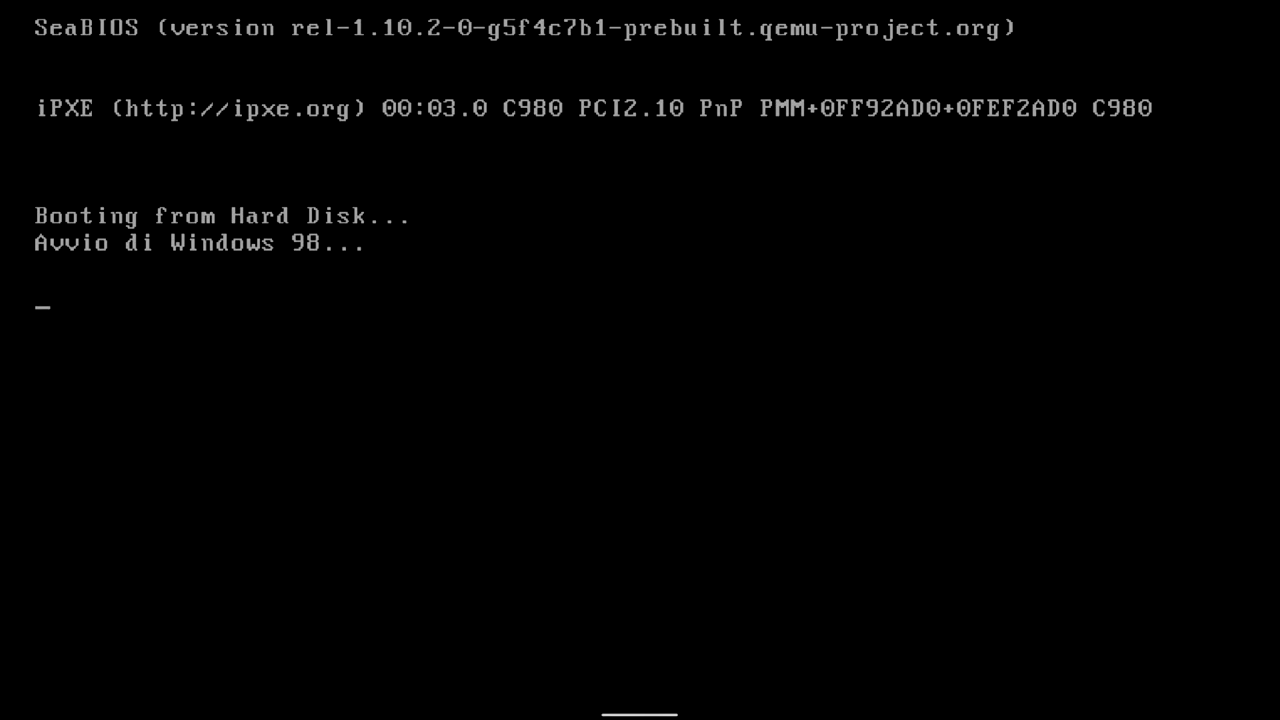 SeaBIOS (version rel-1.10.2-0-g5f4c7b1-prebuilt.qemu-project.org)
iPXE (http://ipxe.org) 00:03.0 C980 PCI2.10 PnP PMM+0FF92AD0+0FEF2AD0 C980
Booting from Hard Disk...
Avvio di Windows 98...